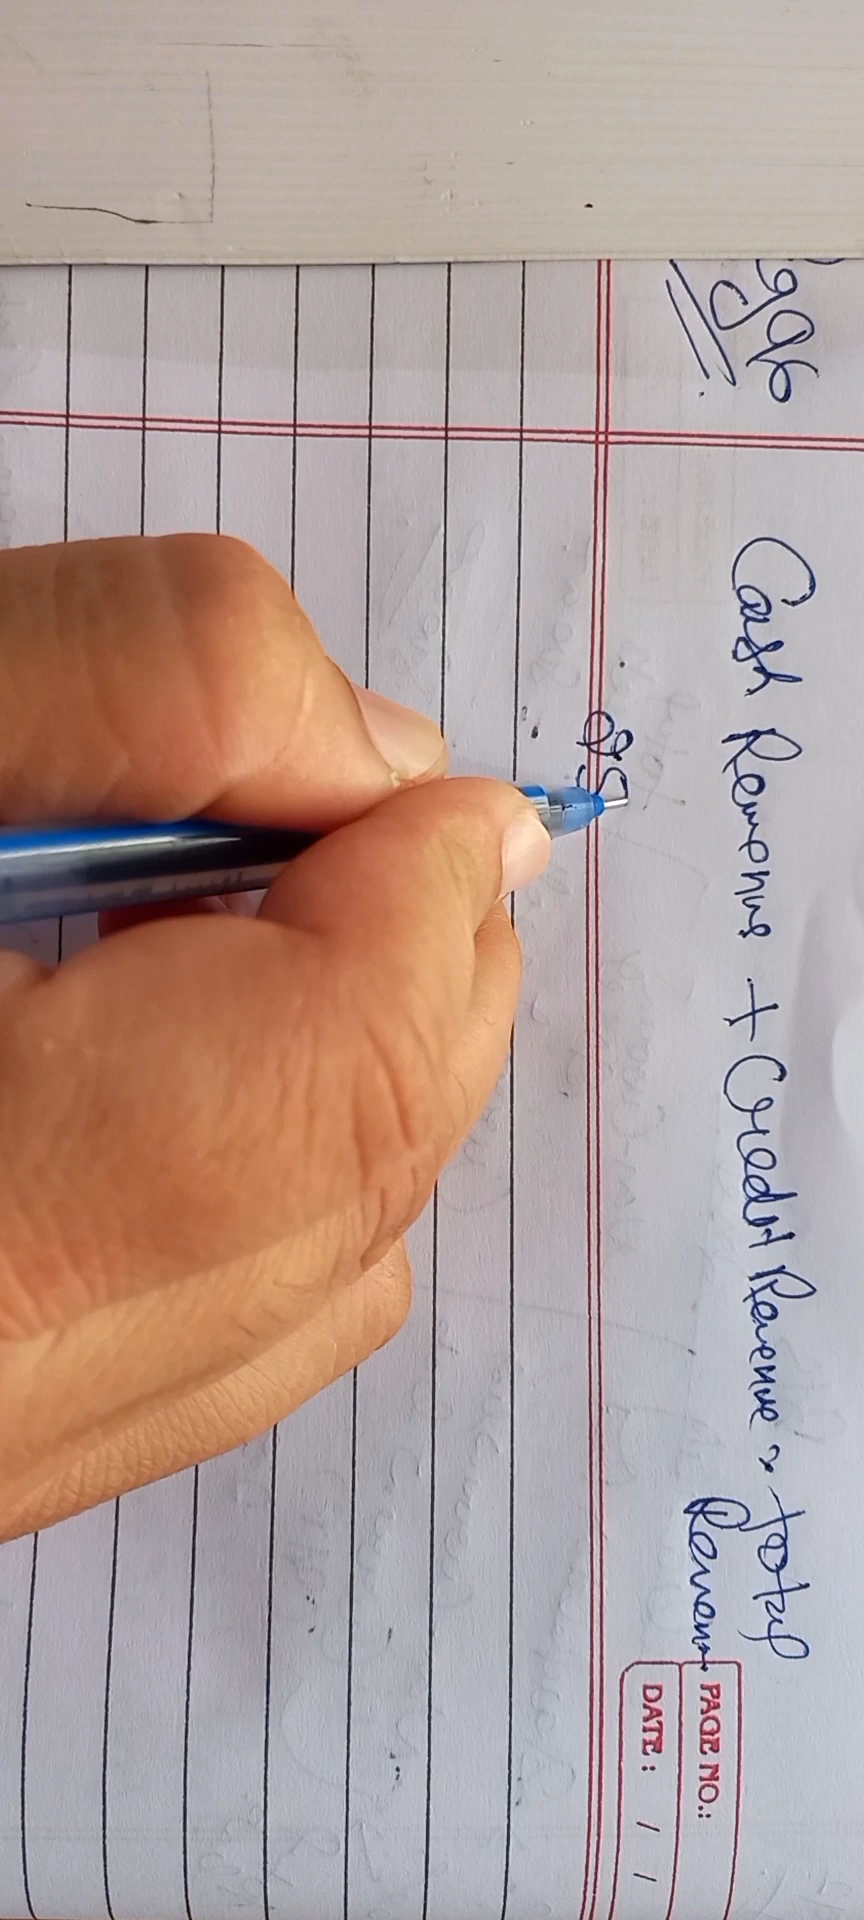 Cash Revenue + Credit Revenue = total
Revenue
PAGE NO.:
DATE: / /